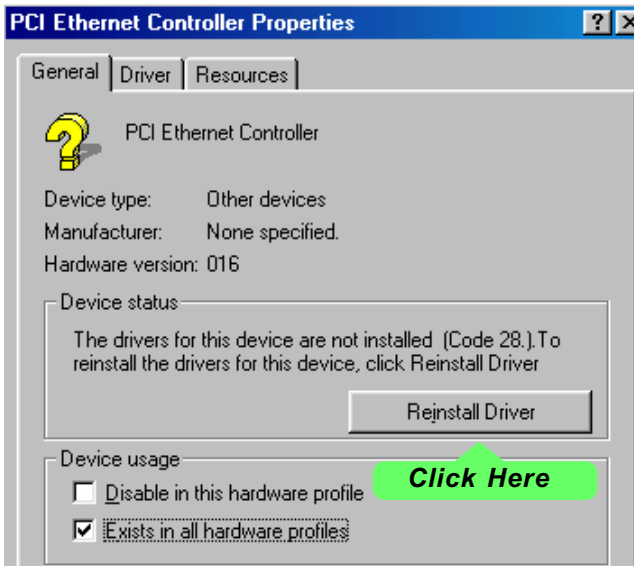 PCI Ethernet Controller Properties
General Driver Resources
PCI Ethernet Controller
Device type: Other devices
Manufacturer: None specified.
Hardware version: 016
Device status
The drivers for this device are not installed (Code 28.).To
reinstall the drivers for this device, click Reinstall Driver
Reinstall Driver
Device usage
Click Here
Disable in this hardware profile
Exists in all hardware profiles